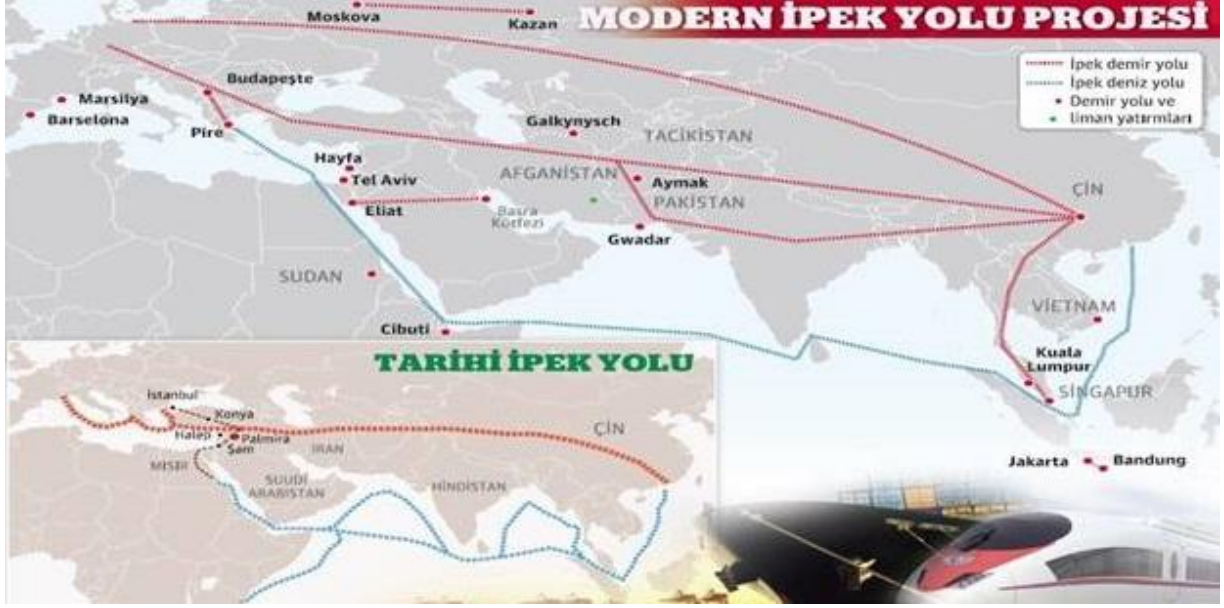 MODERN İPEK YOLU PROJESİ
Moskova
Kazan
İpek demir yolu
İpek deniz yolu
Demir yolu ve
liman yatırmları
Budapeşte
Marsilya
Barselona
Pire
Galkynysch
TACİKİSTAN
Hayfa
Tel Aviv
AFGANİSTAN
Aymak
PAKİSTAN
ÇİN
Eliat
Basra
Körfezi
Gwadar
SUDAN
VİETNAM
Cibuti
Kuala
Lumpur
SİNGAPUR
Jakarta
Bandung
TARİHİ İPEK YOLU
İstanbul
Konya
Halep
Palmira
Şam
İRAN
ÇİN
MISIR
SUUDİ
ARABİSTAN
HİNDİSTAN